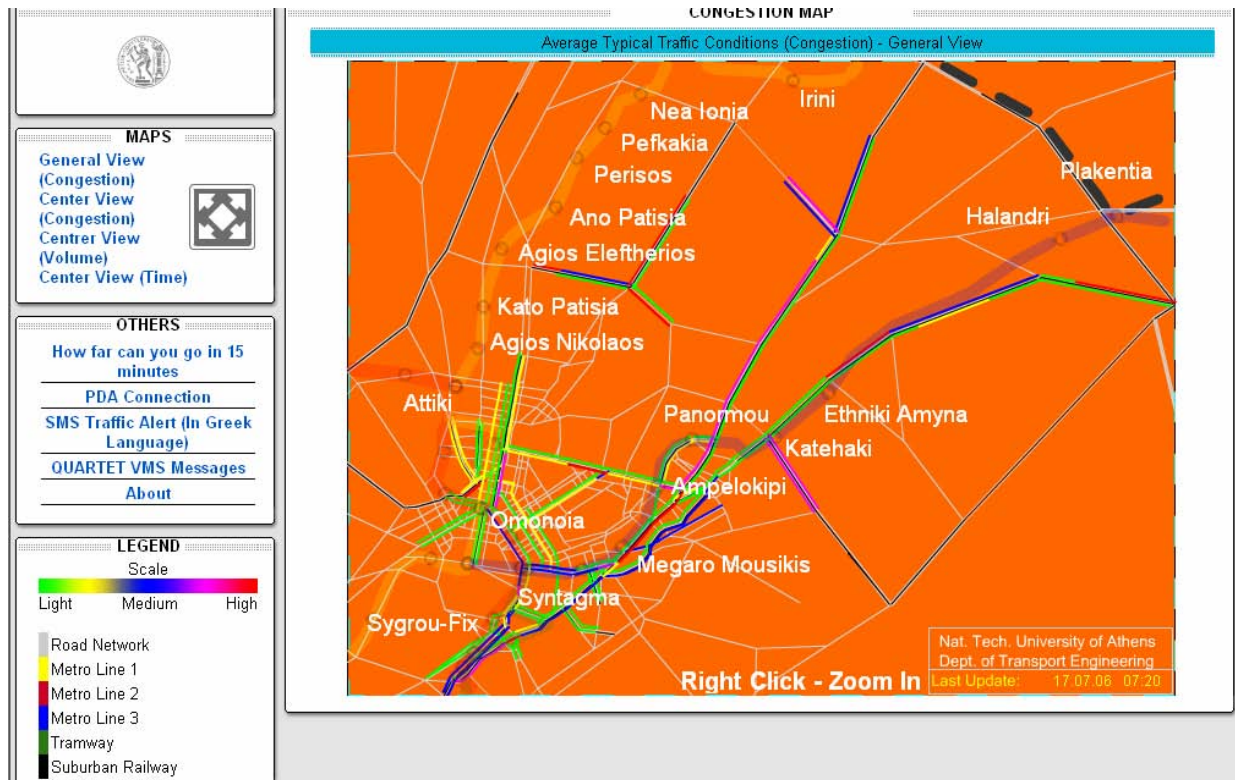 CONGESTION MAP
Average Typical Traffic Conditions (Congestion) - General View
MAPS
General View
(Congestion)
Center View
(Congestion)
Centrer View
(Volume)
Center View (Time)
OTHERS
How far can you go in 15
minutes
PDA Connection
SMS Traffic Alert (In Greek
Language)
QUARTET VMS Messages
About
LEGEND
Scale
Light Medium High
Road Network
Metro Line 1
Metro Line 2
Metro Line 3
Tramway
Suburban Railway
Irini
Nea Ionia
Pefkakia
Perisos
Plakentia
Ano Patisia
Halandri
Agios Eleftherios
Kato Patisia
Agios Nikolaos
Attiki
Panormou
Ethniki Amyna
Katehaki
Ampelokipi
Omonoia
Megaro Mousikis
Syntagma
Sygrou-Fix
Right Click - Zoom In
Nat. Tech. University of Athens
Dept. of Transport Engineering
Last Update: 17.07.06 07:20